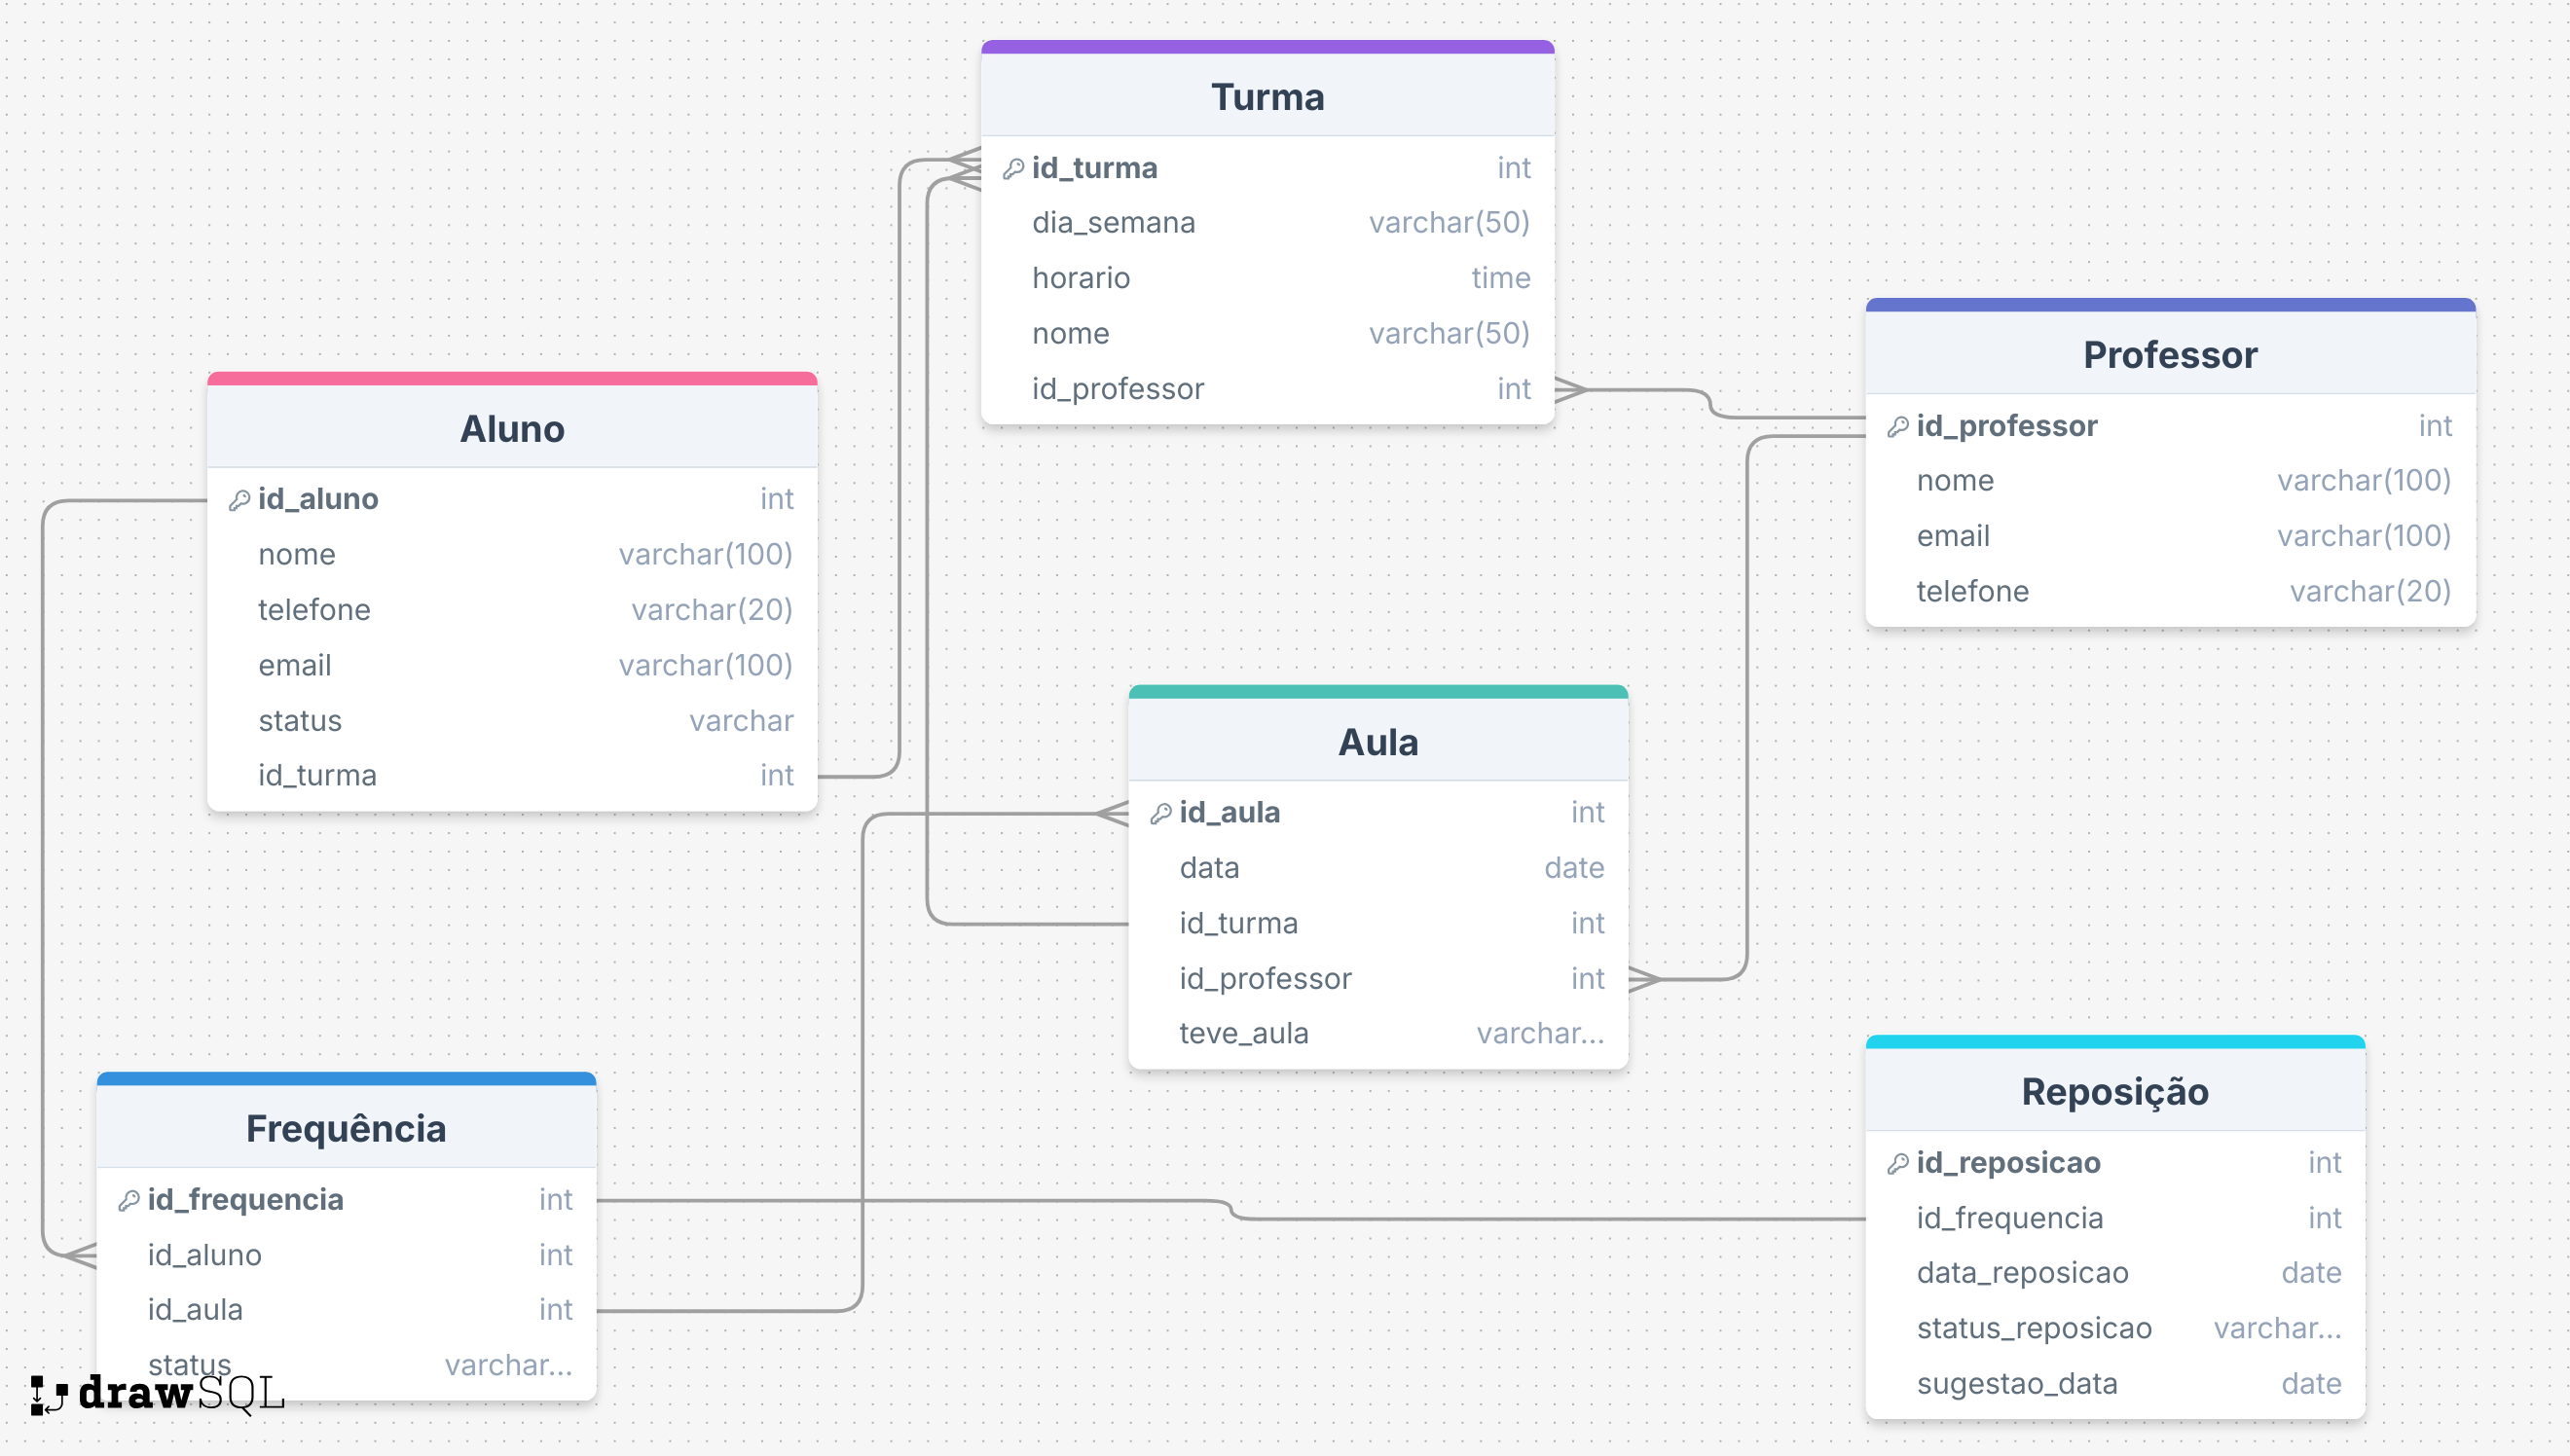 Turma
id_turma int
dia_semana varchar(50)
horario time
nome varchar(50)
id_professor int
Professor
id_professor int
nome varchar(100)
email varchar(100)
telefone varchar(20)
Aluno
id_aluno int
nome varchar(100)
telefone varchar(20)
email varchar(100)
status varchar
id_turma int
Aula
id_aula int
data date
id_turma int
id_professor int
teve_aula varchar...
Frequência
id_frequencia int
id_aluno int
id_aula int
status varchar...
Reposição
id_reposicao int
id_frequencia int
data_reposicao date
status_reposicao varchar...
sugestao_data date
drawSQL